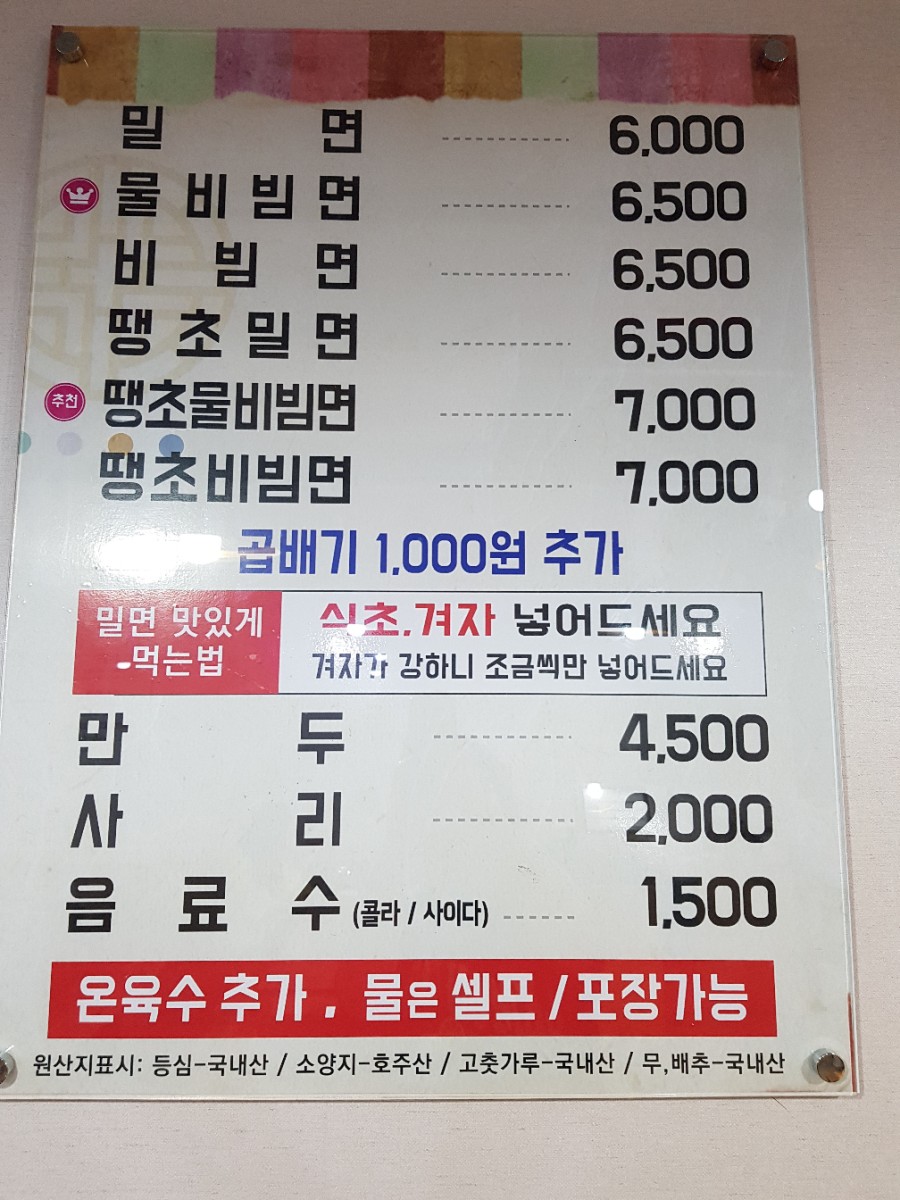 밀면 6,000
물비빔면 6,500
비빔면 6,500
땡초밀면 6,500
추천 땡초물비빔면 7,000
땡초비빔면 7,000
곱배기 1,000원 추가
밀면 맛있게
먹는법
식초,겨자 넣어드세요
겨자가 강하니 조금씩만 넣어드세요
만두 4,500
사리 2,000
음료수 (콜라 / 사이다) 1,500
온육수 추가, 물은 셀프 / 포장가능
원산지표시: 등심-국내산 / 소양지-호주산 / 고춧가루-국내산 / 무,배추-국내산